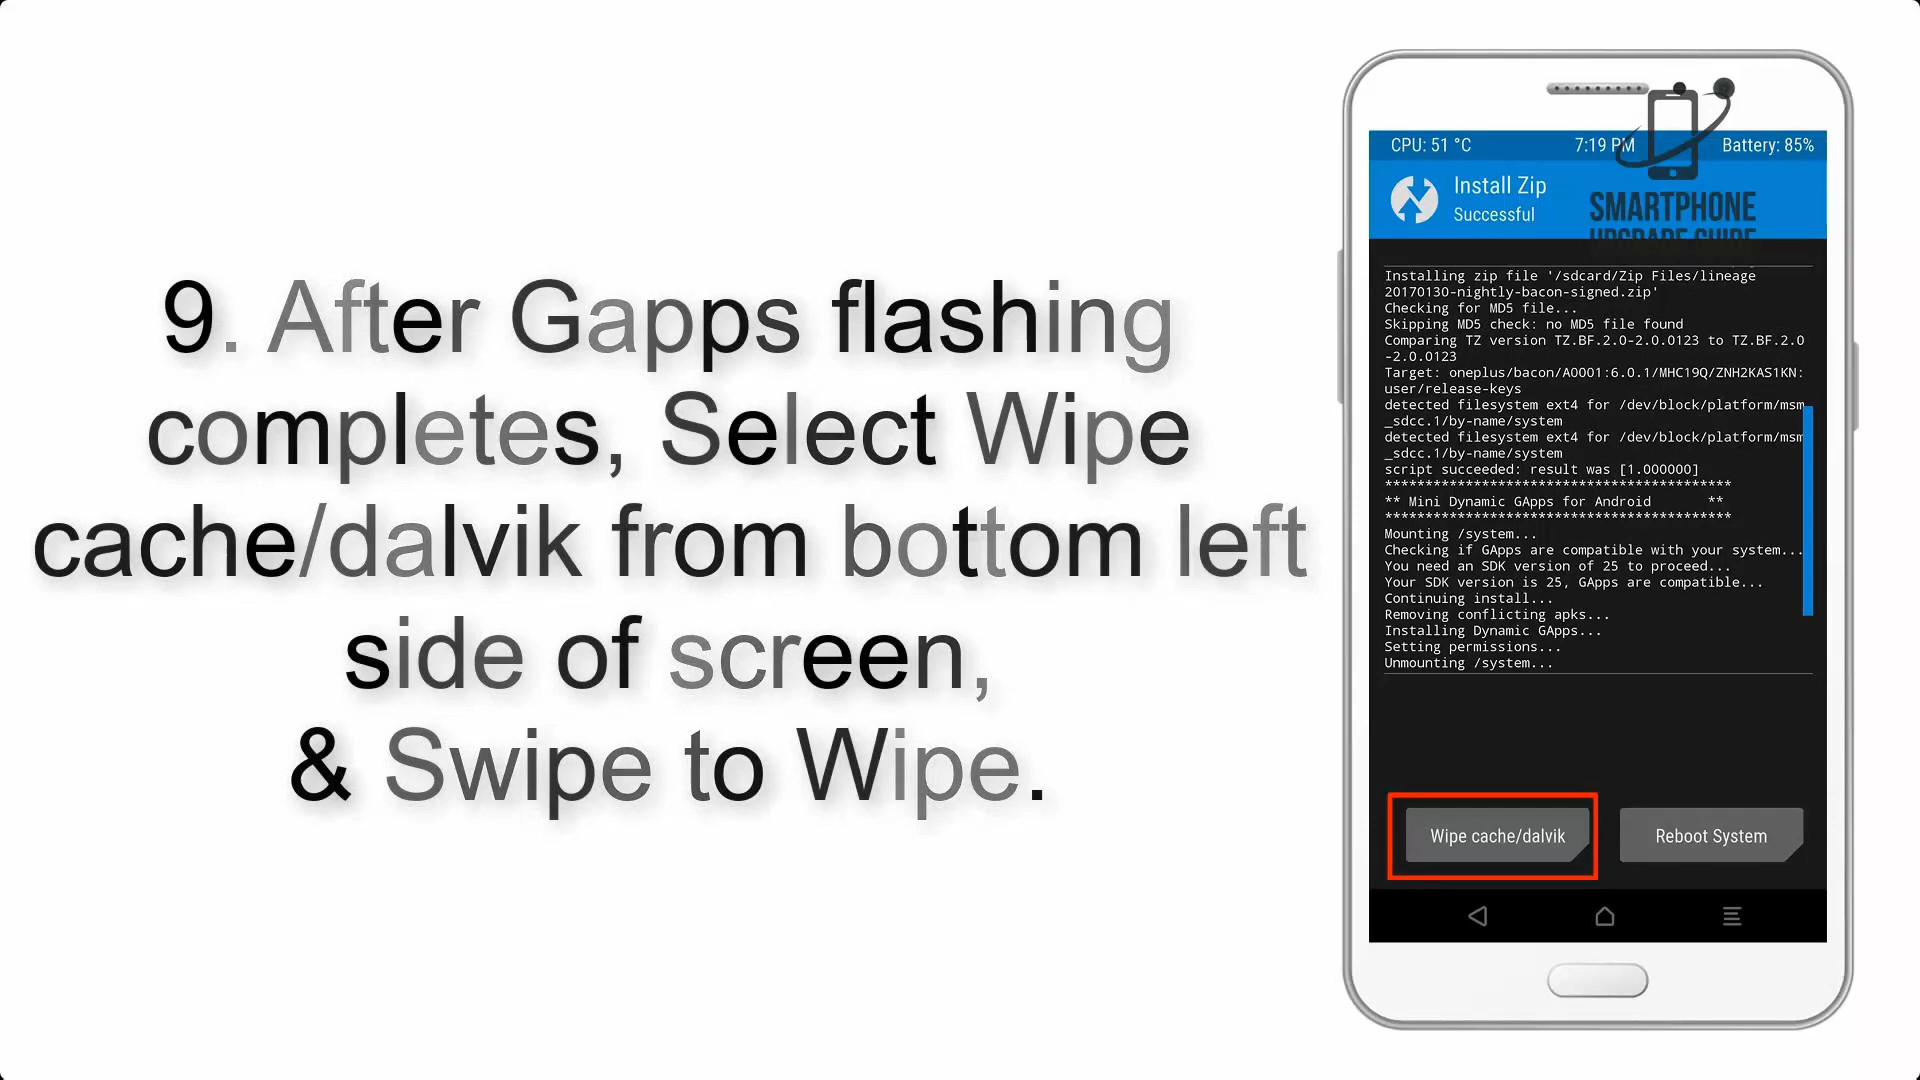 9. After Gapps flashing
completes, Select Wipe
cache/dalvik from bottom left
side of screen,
& Swipe to Wipe.
CPU: 51 °C 7:19 PM Battery: 85%
Install Zip
Successful
SMARTPHONE
UPGRADE GUIDE
Installing zip file '/sdcard/Zip Files/lineage
20170130-nightly-bacon-signed.zip'
Checking for MD5 file...
Skipping MD5 check: no MD5 file found
Comparing TZ version TZ.BF.2.0-2.0.0123 to TZ.BF.2.0
-2.0.0123
Target: oneplus/bacon/A0001:6.0.1/MHC19Q/ZNH2KAS1KN:
user/release-keys
detected filesystem ext4 for /dev/block/platform/msm
_sdcc.1/by-name/system
detected filesystem ext4 for /dev/block/platform/msm
_sdcc.1/by-name/system
script succeeded: result was [1.000000]
*******************************************
** Mini Dynamic GApps for Android **
*******************************************
Mounting /system...
Checking if GApps are compatible with your system...
You need an SDK version of 25 to proceed...
Your SDK version is 25, GApps are compatible...
Continuing install...
Removing conflicting apks...
Installing Dynamic GApps...
Setting permissions...
Unmounting /system...
Wipe cache/dalvik Reboot System